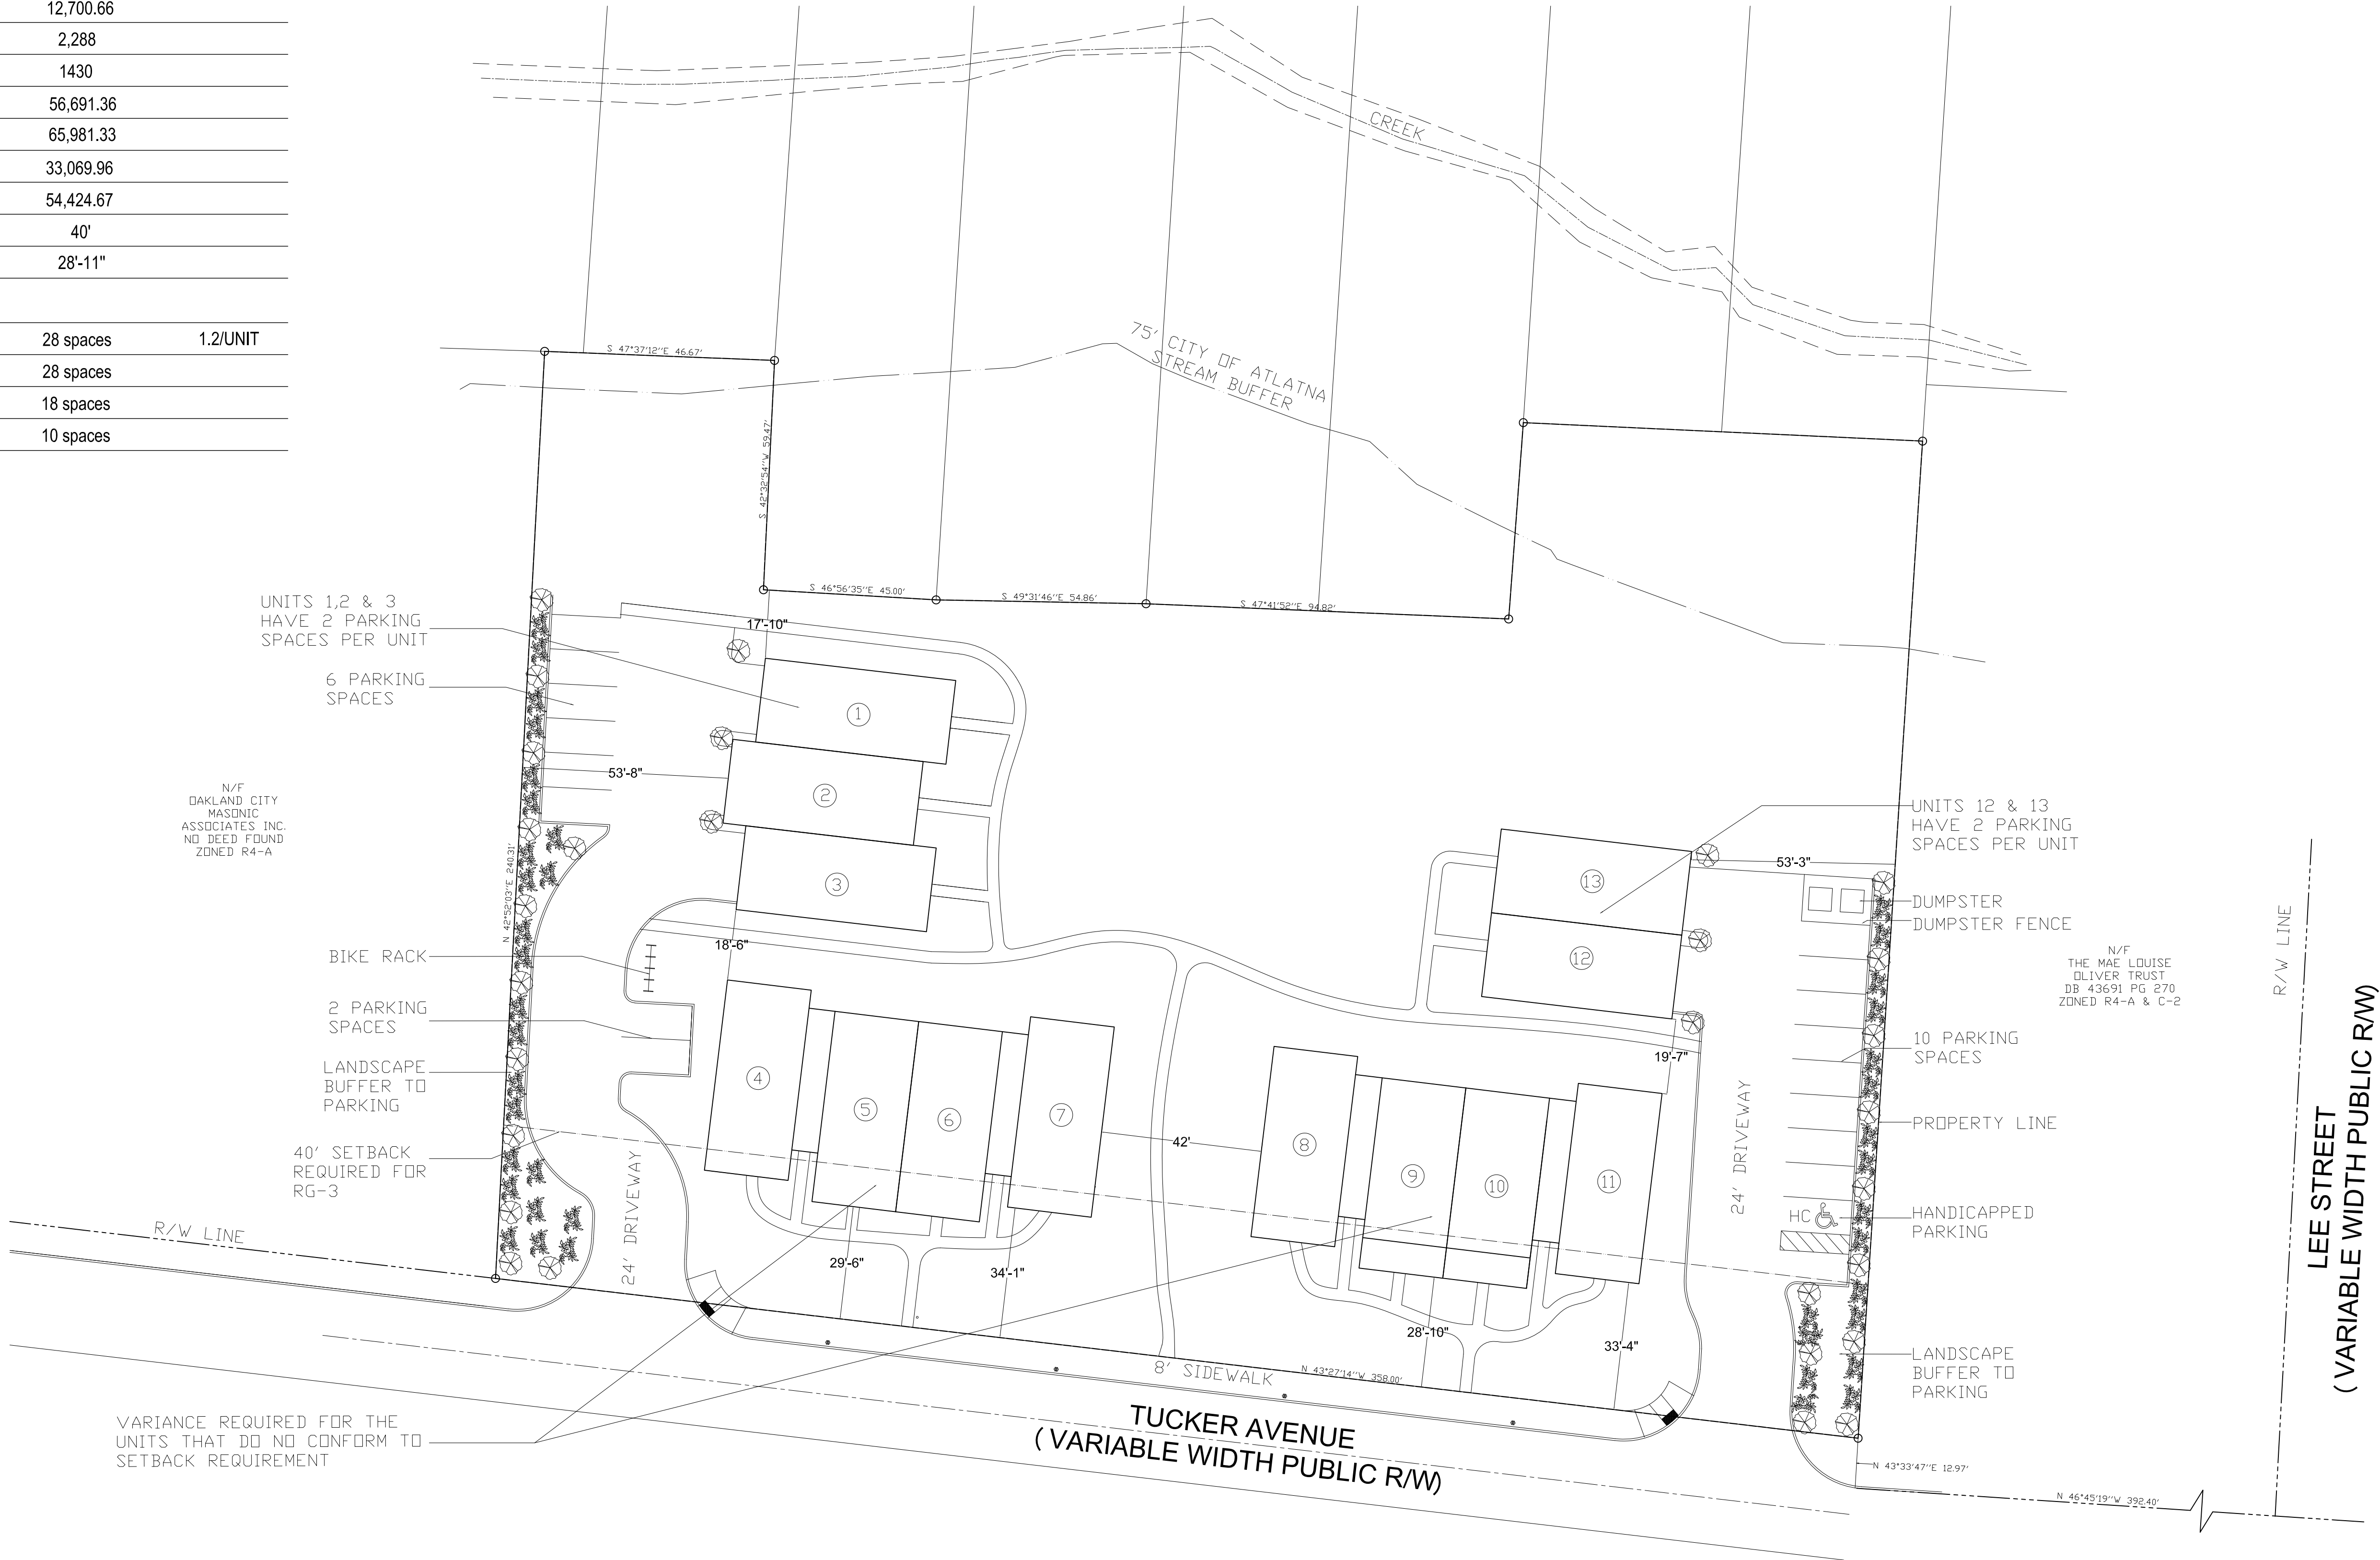 12,700.66
2,288
1430
56,691.36
65,981.33
33,069.96
54,424.67
40'
28'-11"
28 spaces 1.2/UNIT
28 spaces
18 spaces
10 spaces
CREEK
75' CITY OF ATLATNA
STREAM BUFFER
S 47°37'12"E 46.67'
S 42°32'54"W 59.47'
S 46°56'35"E 45.00'
S 49°31'46"E 54.86'
S 47°41'52"E 94.82'
UNITS 1,2 & 3
HAVE 2 PARKING
SPACES PER UNIT
6 PARKING
SPACES
N/F
OAKLAND CITY
MASONIC
ASSOCIATES INC.
NO DEED FOUND
ZONED R4-A
N 42°52'03"E 240.31'
BIKE RACK
2 PARKING
SPACES
LANDSCAPE
BUFFER TO
PARKING
40' SETBACK
REQUIRED FOR
RG-3
R/W LINE
24' DRIVEWAY
17'-10"
53'-8"
18'-6"
1
2
3
4
5
6
7
42'
8
9
10
11
12
13
29'-6"
34'-1"
28'-10"
33'-4"
19'-7"
53'-3"
24' DRIVEWAY
HC
UNITS 12 & 13
HAVE 2 PARKING
SPACES PER UNIT
DUMPSTER
DUMPSTER FENCE
N/F
THE MAE LOUISE
OLIVER TRUST
DB 43691 PG 270
ZONED R4-A & C-2
10 PARKING
SPACES
PROPERTY LINE
HANDICAPPED
PARKING
LANDSCAPE
BUFFER TO
PARKING
R/W LINE
LEE STREET
( VARIABLE WIDTH PUBLIC R/W)
8' SIDEWALK
N 43°27'14"W 358.00'
TUCKER AVENUE
( VARIABLE WIDTH PUBLIC R/W)
N 43°33'47"E 12.97'
N 46°45'19"W 392.40'
VARIANCE REQUIRED FOR THE
UNITS THAT DO NO CONFORM TO
SETBACK REQUIREMENT